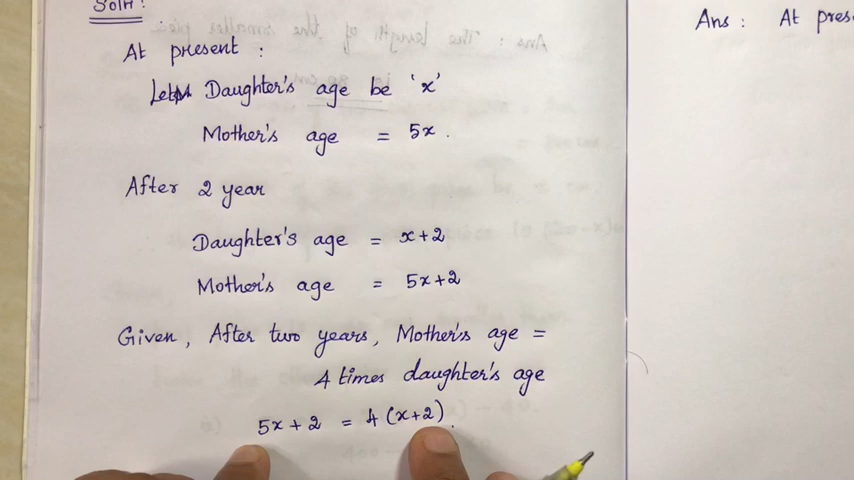 Soln:
At present :
Let Daughter's age be 'x'
Mother's age = 5x.
After 2 year
Daughter's age = x+2
Mother's age = 5x+2
Given, After two years, Mother's age =
4 times daughter's age
5x+2 = 4(x+2).
Ans: At